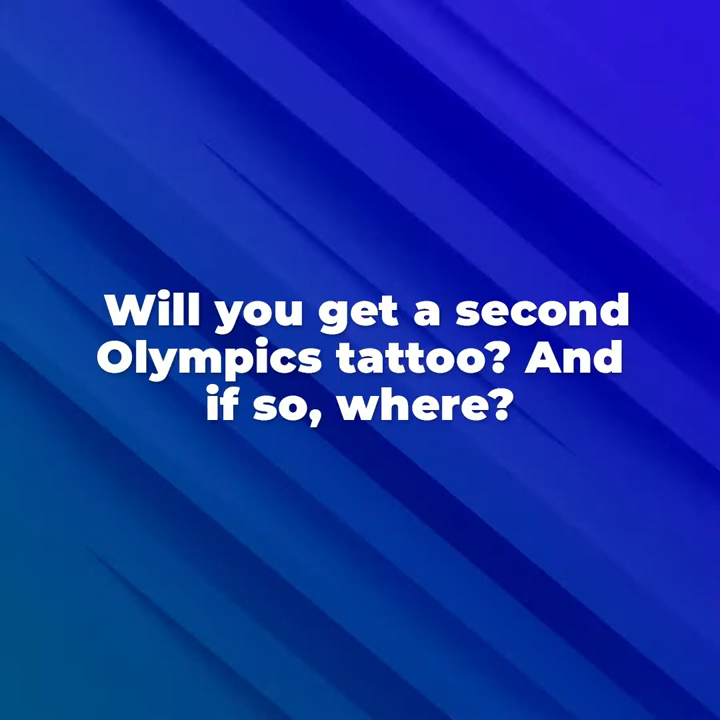 Will you get a second
Olympics tattoo? And
if so, where?